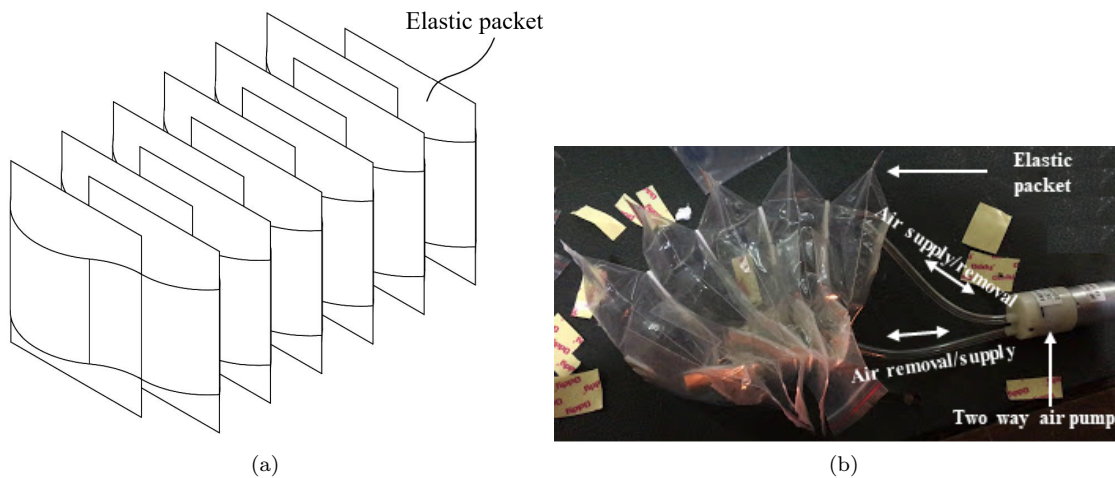 Elastic packet
Elastic
packet
Air supply/removal
Air removal/supply
Two way air pump
(a)
(b)